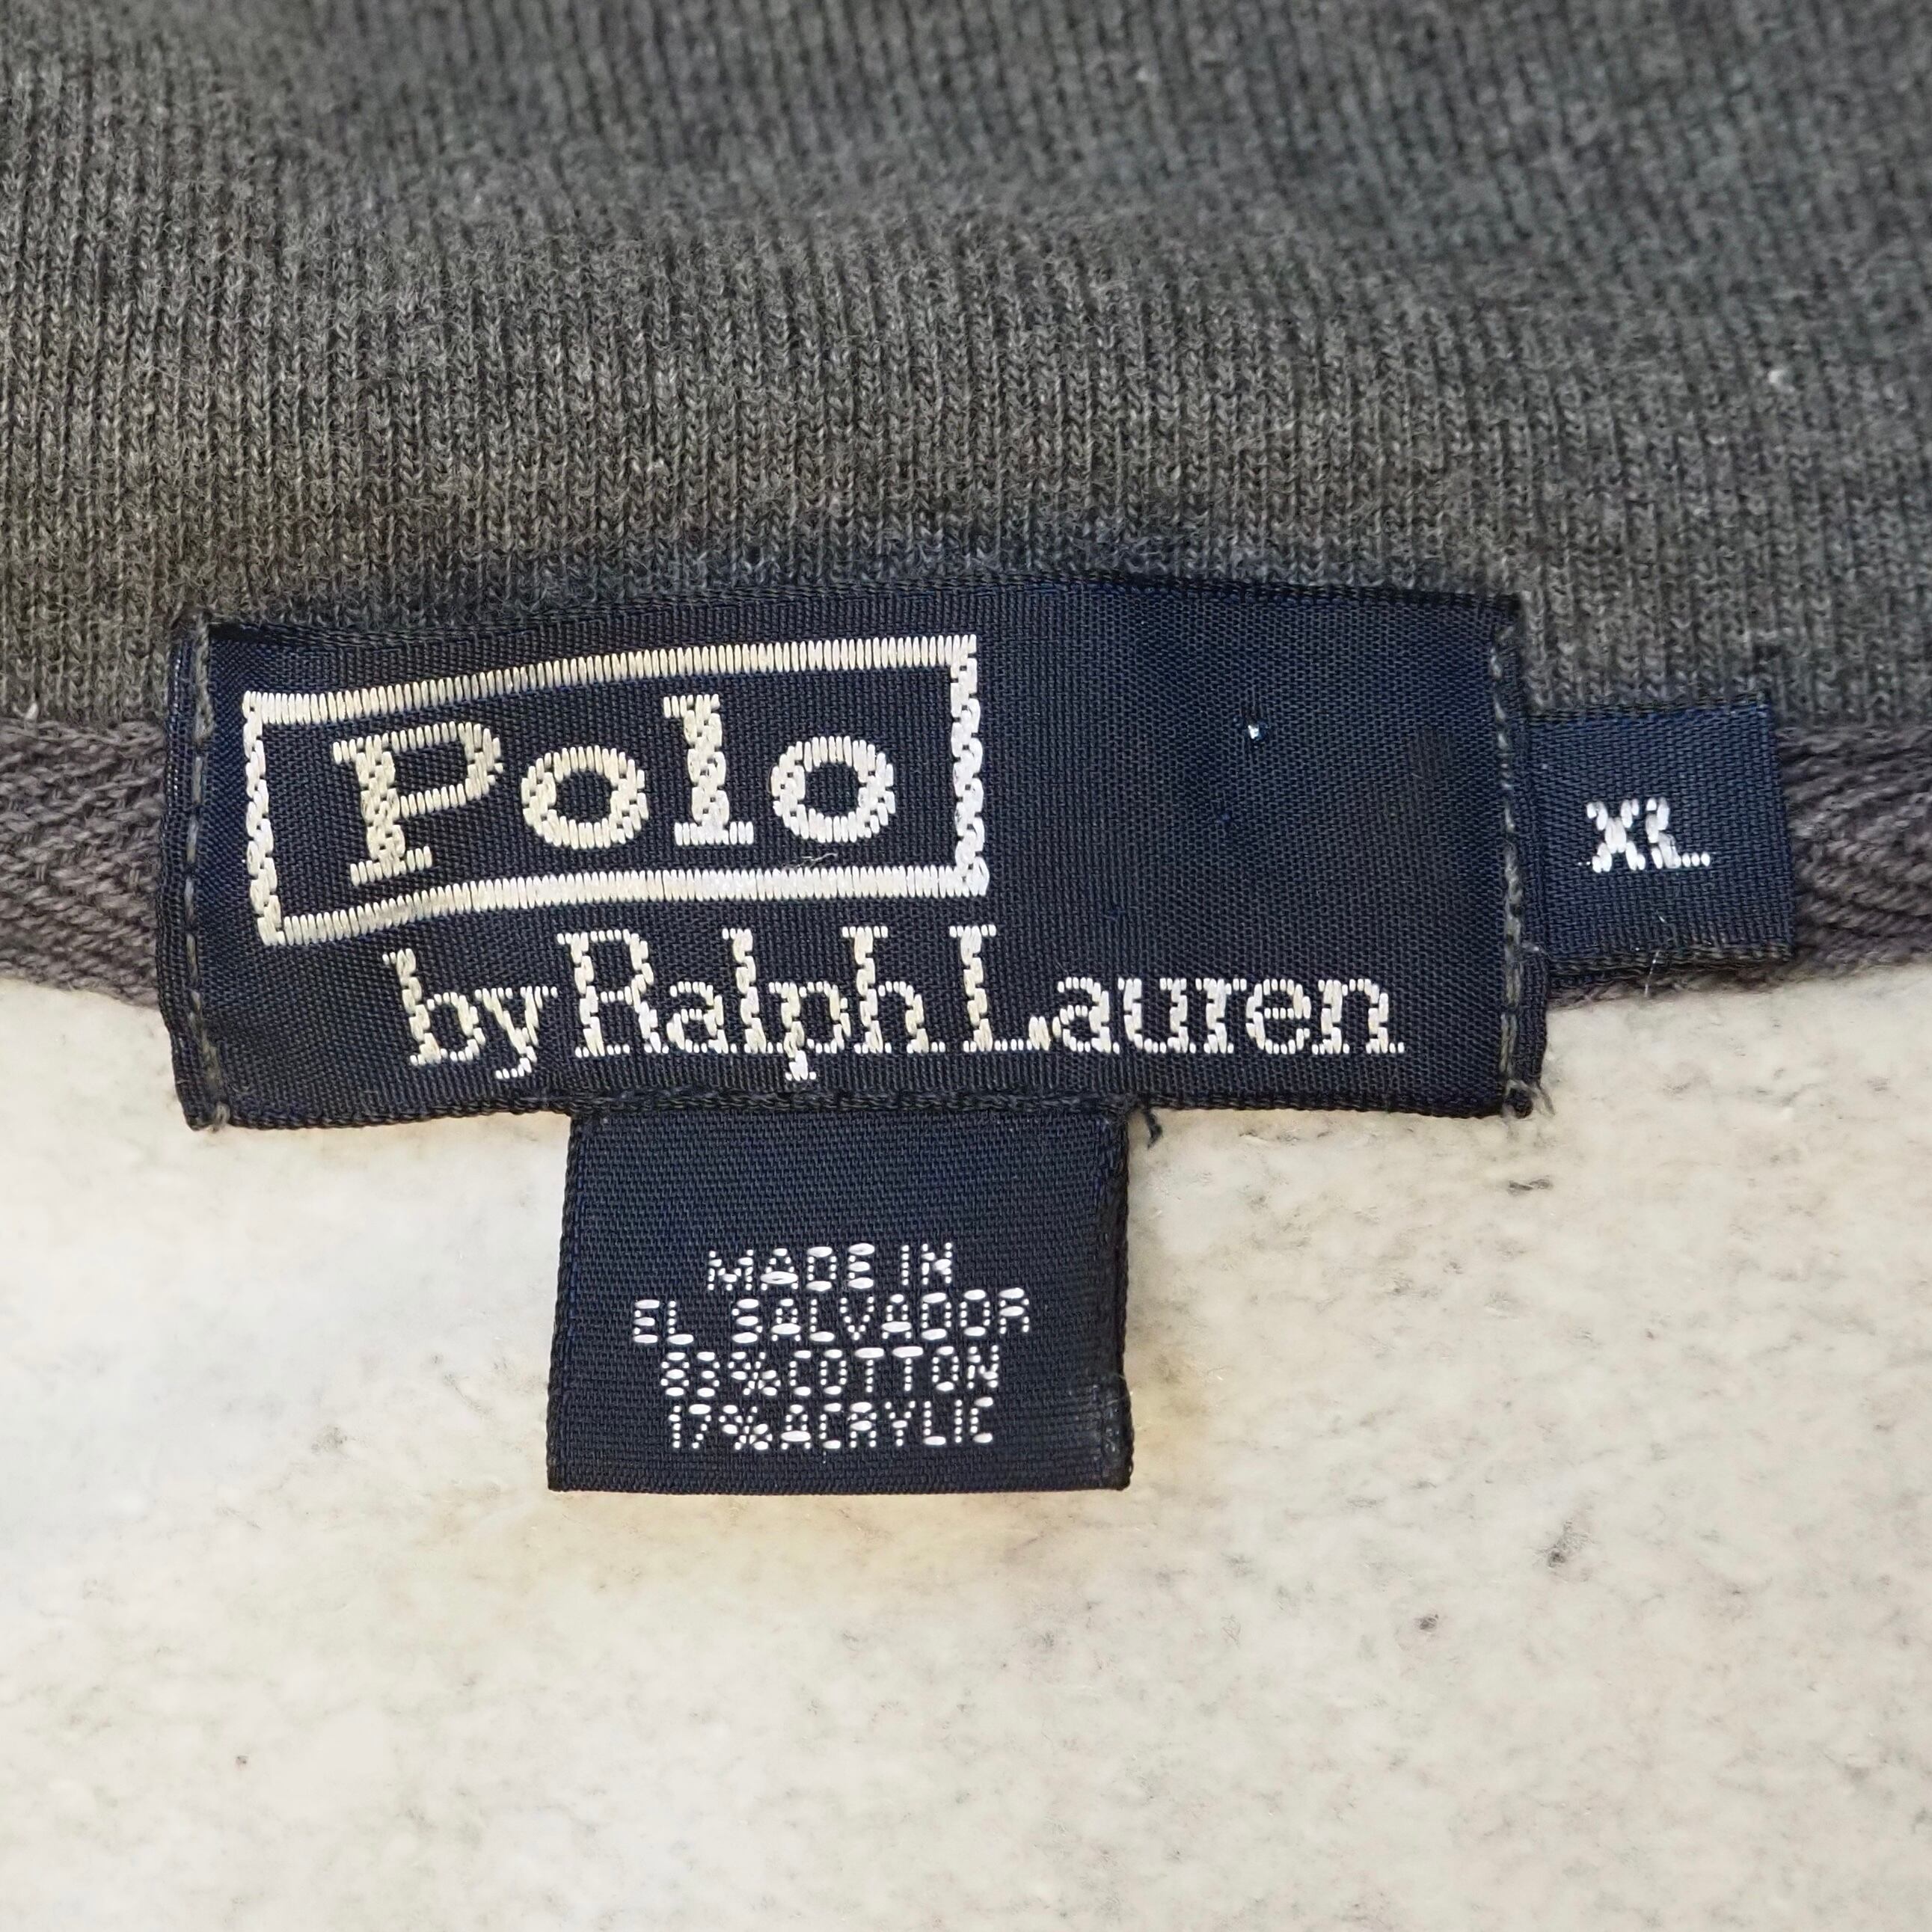 Polo
by Ralph Lauren
XL
MADE IN
EL SALVADOR
83% COTTON
17% ACRYLIC